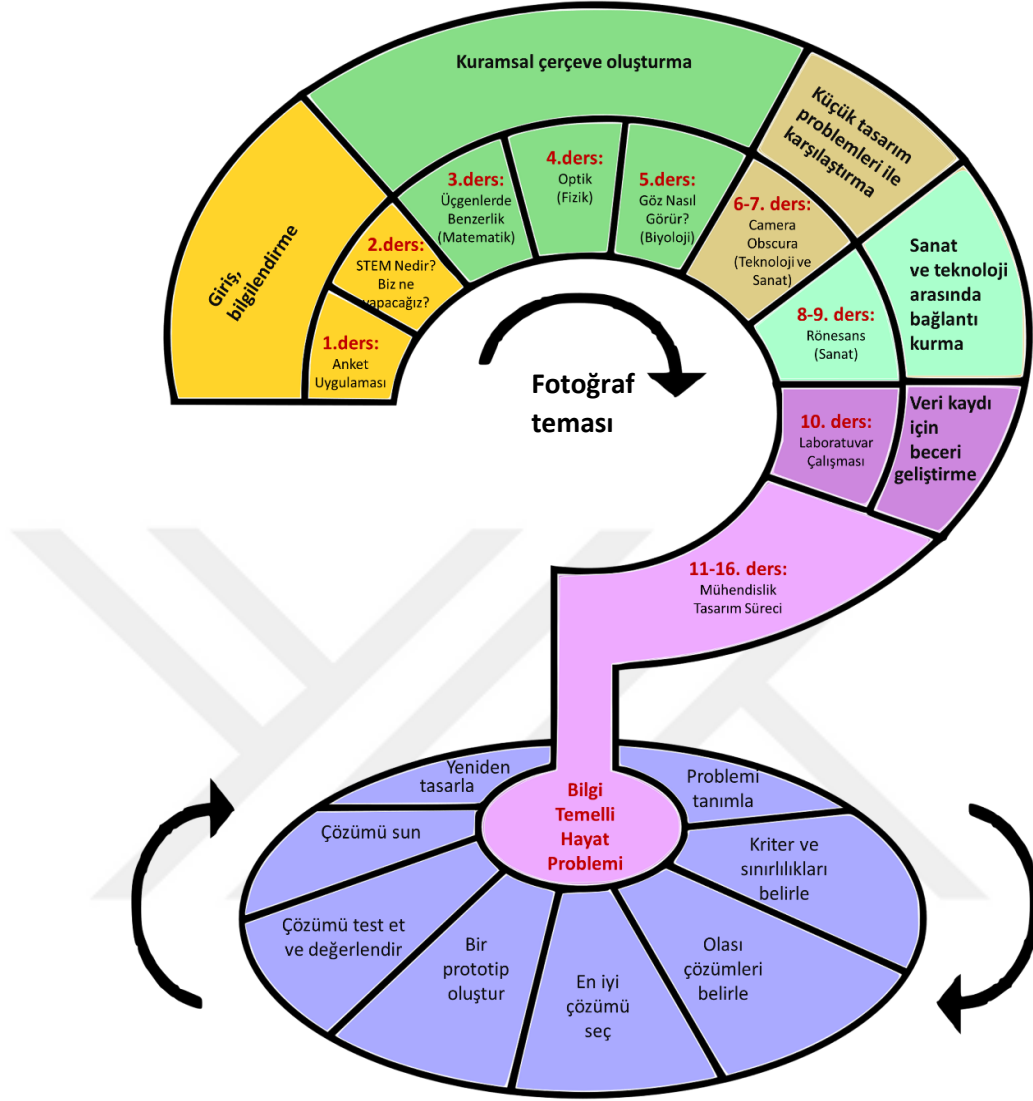 Giriş,
bilgilendirme
1.ders:
Anket
Uygulaması
2.ders:
STEM Nedir?
Biz ne
yapacağız?
Kuramsal çerçeve oluşturma
3.ders:
Üçgenlerde
Benzerlik
(Matematik)
4.ders:
Optik
(Fizik)
5.ders:
Göz Nasıl
Görür?
(Biyoloji)
Küçük tasarım
problemleri ile
karşılaştırma
6-7. ders:
Camera
Obscura
(Teknoloji ve
Sanat)
Sanat
ve teknoloji
arasında
bağlantı
kurma
8-9. ders:
Rönesans
(Sanat)
Veri kaydı
için
beceri
geliştirme
10. ders:
Laboratuvar
Çalışması
Fotoğraf
teması
11-16. ders:
Mühendislik
Tasarım Süreci
Bilgi
Temelli
Hayat
Problemi
Problemi
tanımla
Kriter ve
sınırlılıkları
belirle
Olası
çözümleri
belirle
En iyi
çözümü
seç
Bir
prototip
oluştur
Çözümü test et
ve değerlendir
Çözümü sun
Yeniden
tasarla